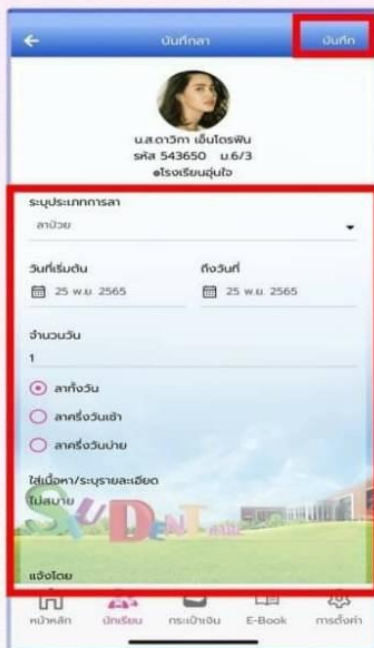 บันทึกลา บันทึก
น.ส.ดาวิกา เอ็นโดรฟิน
รหัส 543650 ม.6/3
โรงเรียนอุ่นใจ
ระบุประเภทการลา
ลาป่วย
วันที่เริ่มต้น ถึงวันที่
25 พ.ย. 2565 25 พ.ย. 2565
จำนวนวัน
1
ลาทั้งวัน
ลาครึ่งวันเช้า
ลาครึ่งวันบ่าย
ใส่เนื้อหา/ระบุรายละเอียด
ไม่สบาย
STUDENT
แจ้งโดย
หน้าหลัก นักเรียน กระเป๋าเงิน E-Book การตั้งค่า